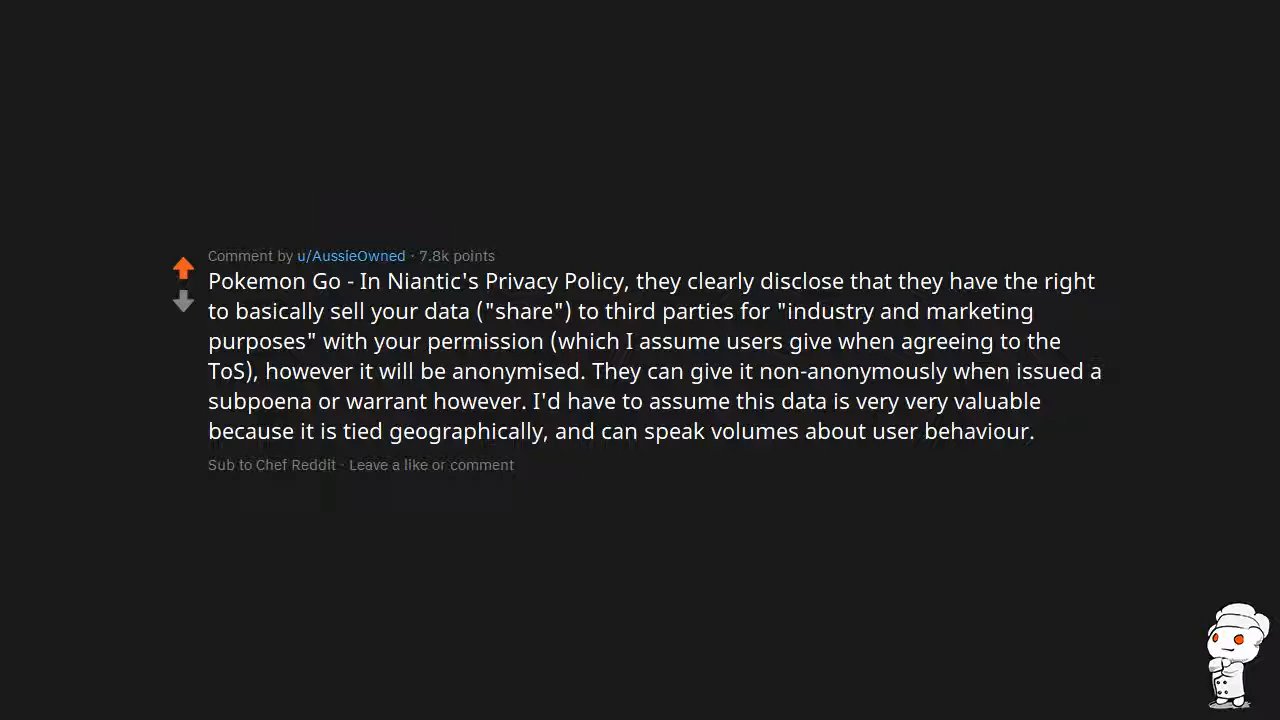 Comment by u/AussieOwned · 7.8k points
Pokemon Go - In Niantic's Privacy Policy, they clearly disclose that they have the right
to basically sell your data ("share") to third parties for "industry and marketing
purposes" with your permission (which I assume users give when agreeing to the
ToS), however it will be anonymised. They can give it non-anonymously when issued a
subpoena or warrant however. I'd have to assume this data is very very valuable
because it is tied geographically, and can speak volumes about user behaviour.
Sub to Chef Reddit · Leave a like or comment